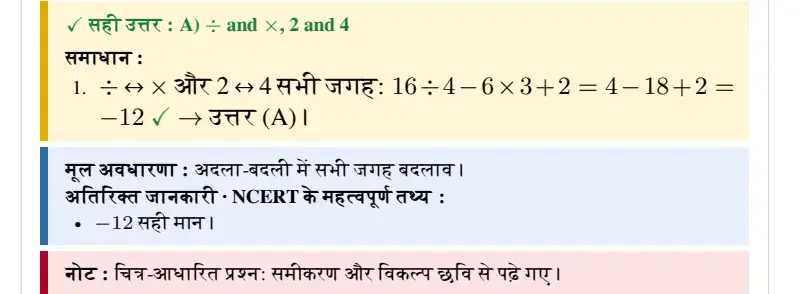 ✓ सही उत्तर : A) ÷ and ×, 2 and 4
समाधान :
1. ÷ ↔ × और 2 ↔ 4 सभी जगह: 16 ÷ 4 − 6 × 3 + 2 = 4 − 18 + 2 =
−12 ✓ → उत्तर (A)।
मूल अवधारणा : अदला-बदली में सभी जगह बदलाव।
अतिरिक्त जानकारी · NCERT के महत्वपूर्ण तथ्य :
• −12 सही मान।
नोट : चित्र-आधारित प्रश्न: समीकरण और विकल्प छवि से पढ़े गए।